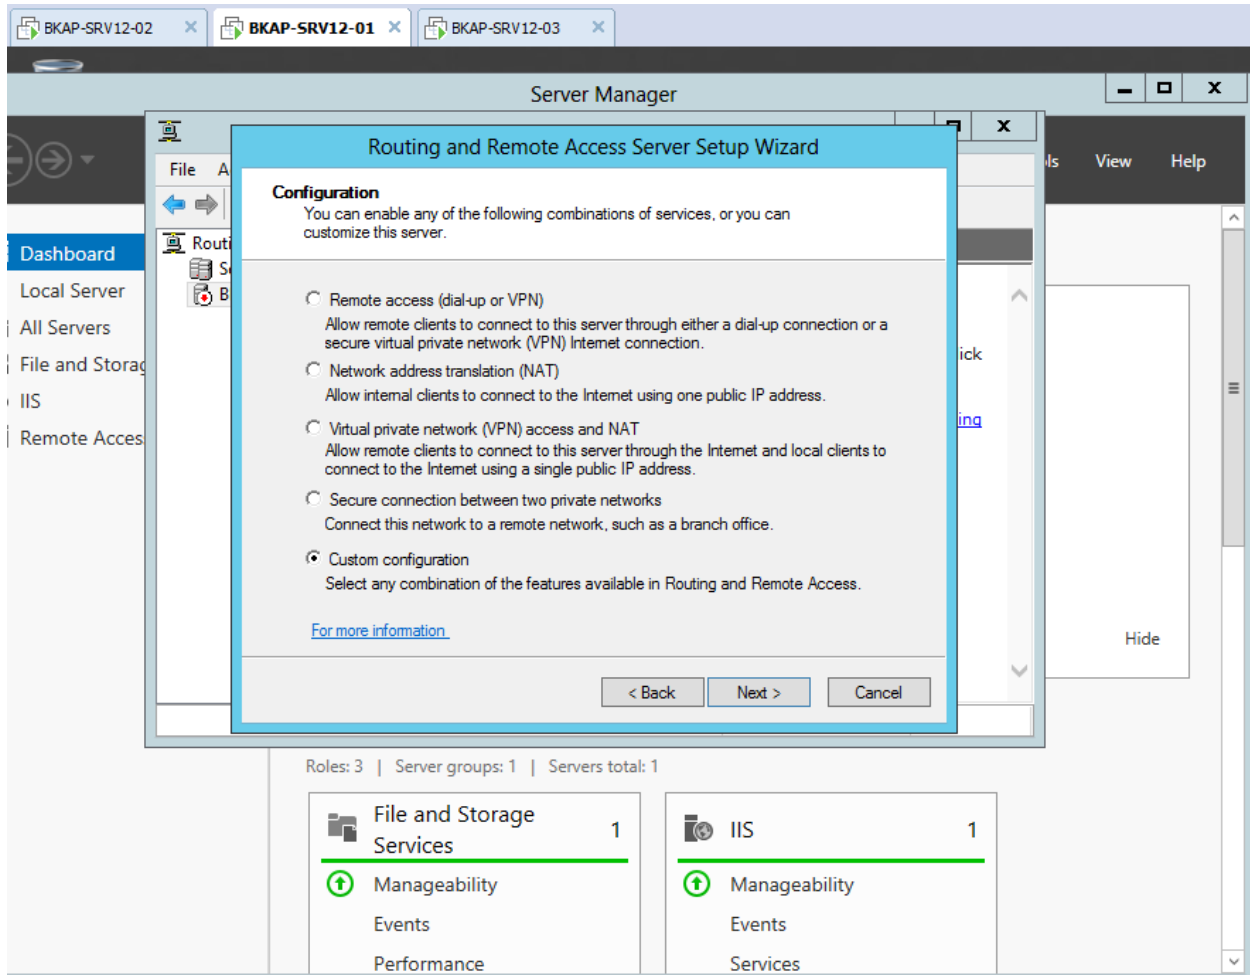 BKAP-SRV12-02
BKAP-SRV12-01
BKAP-SRV12-03
Server Manager
Routing and Remote Access Server Setup Wizard
File A
ls View Help
Configuration
You can enable any of the following combinations of services, or you can
customize this server.
Routi
S
B
Dashboard
Local Server
All Servers
File and Storag
IIS
Remote Acces
Remote access (dial-up or VPN)
Allow remote clients to connect to this server through either a dial-up connection or a
secure virtual private network (VPN) Internet connection.
Network address translation (NAT)
Allow internal clients to connect to the Internet using one public IP address.
Virtual private network (VPN) access and NAT
Allow remote clients to connect to this server through the Internet and local clients to
connect to the Internet using a single public IP address.
Secure connection between two private networks
Connect this network to a remote network, such as a branch office.
Custom configuration
Select any combination of the features available in Routing and Remote Access.
For more information
ick
ing
Hide
< Back Next > Cancel
Roles: 3 | Server groups: 1 | Servers total: 1
File and Storage
Services
1
Manageability
Events
Performance
IIS 1
Manageability
Events
Services